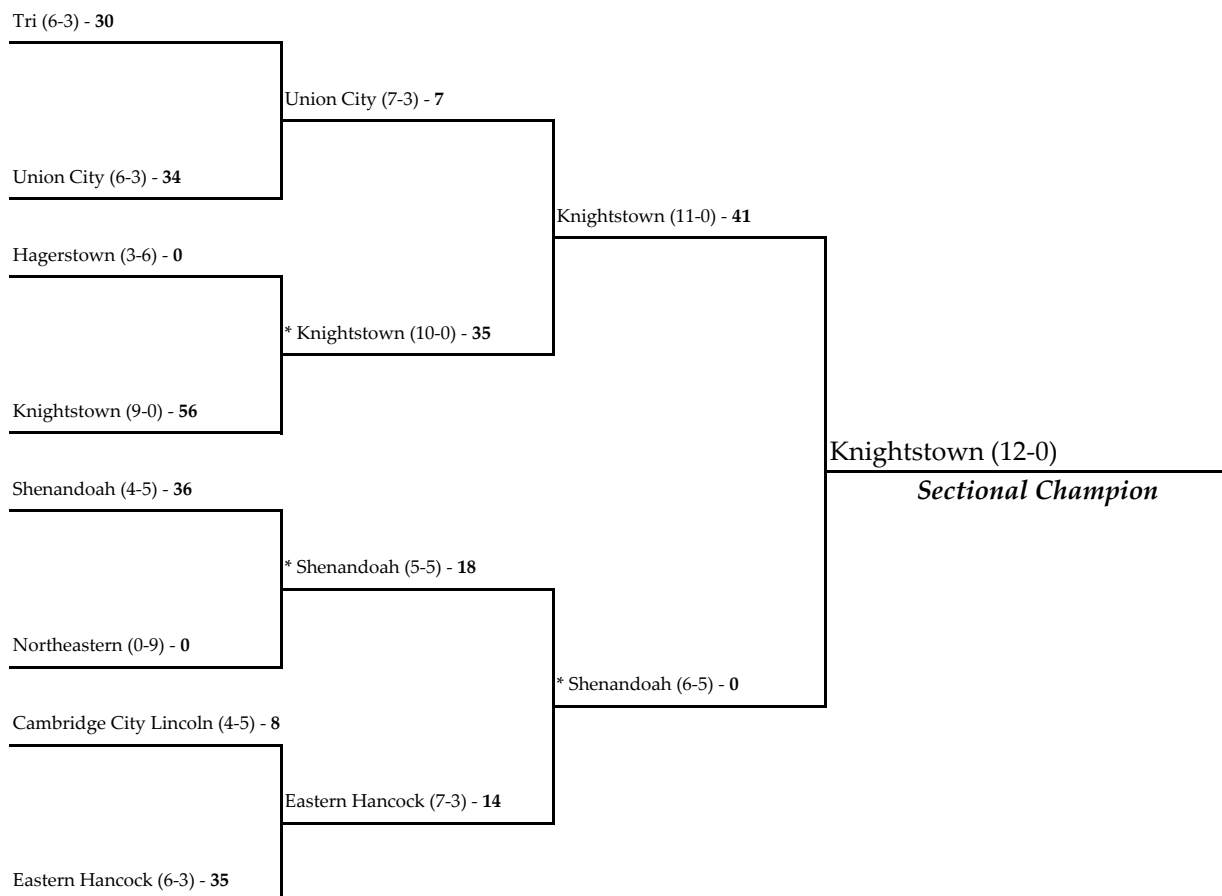 Tri (6-3) - 30
Union City (7-3) - 7
Union City (6-3) - 34
Knightstown (11-0) - 41
Hagerstown (3-6) - 0
* Knightstown (10-0) - 35
Knightstown (9-0) - 56
Knightstown (12-0)
Sectional Champion
Shenandoah (4-5) - 36
* Shenandoah (5-5) - 18
Northeastern (0-9) - 0
* Shenandoah (6-5) - 0
Cambridge City Lincoln (4-5) - 8
Eastern Hancock (7-3) - 14
Eastern Hancock (6-3) - 35